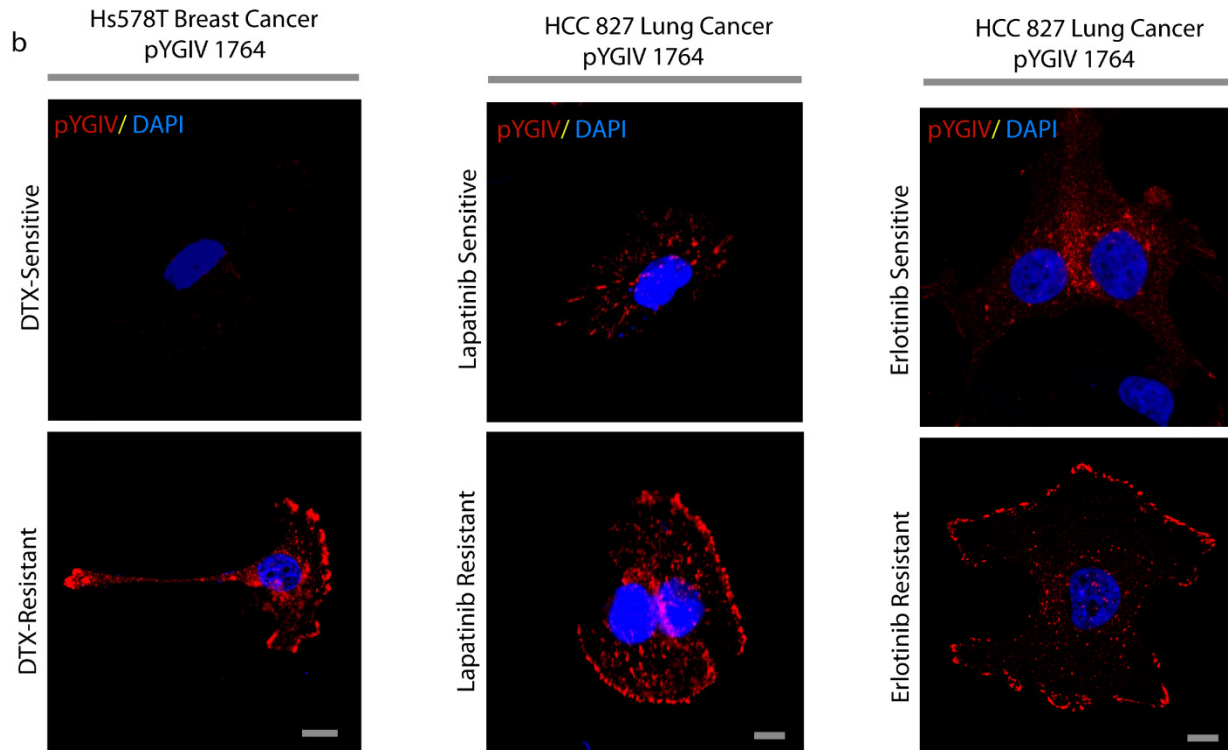 b
Hs578T Breast Cancer
pYGIV 1764
HCC 827 Lung Cancer
pYGIV 1764
HCC 827 Lung Cancer
pYGIV 1764
DTX-Sensitive
pYGIV/ DAPI
Lapatinib Sensitive
pYGIV/ DAPI
Erlotinib Sensitive
pYGIV/ DAPI
DTX-Resistant
Lapatinib Resistant
Erlotinib Resistant